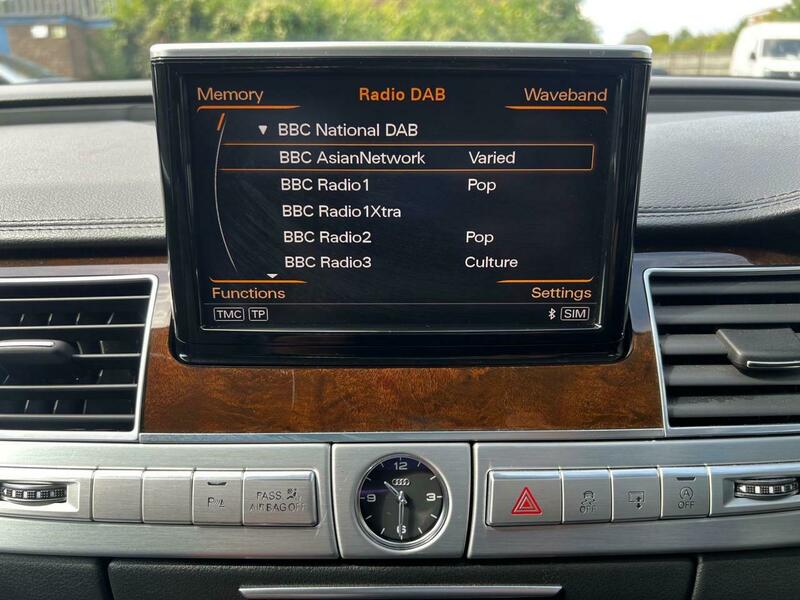 Memory Radio DAB Waveband
BBC National DAB
BBC AsianNetwork Varied
BBC Radio1 Pop
BBC Radio1Xtra
BBC Radio2 Pop
BBC Radio3 Culture
Functions Settings
TMC TP SIM
12
9 3
6
P
PASS.
AIR BAG OFF
OFF
A
OFF